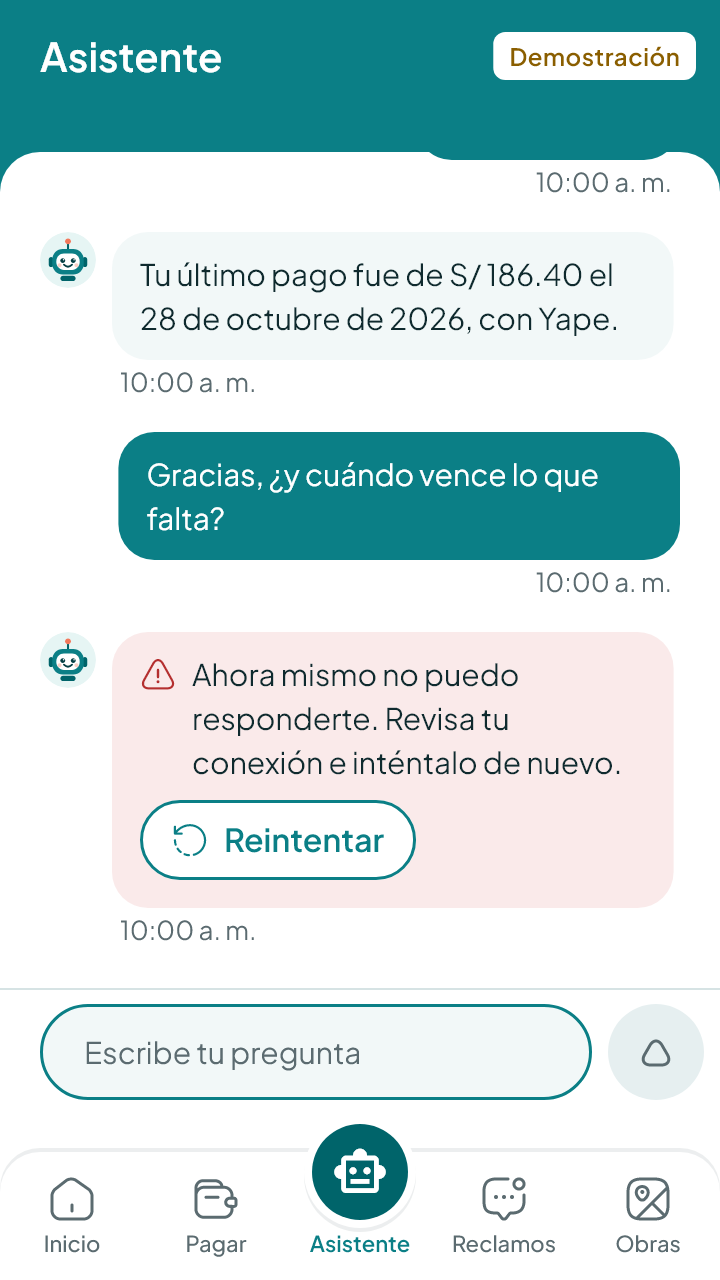 Asistente
Demostración
10:00 a. m.
Tu último pago fue de S/ 186.40 el
28 de octubre de 2026, con Yape.
10:00 a. m.
Gracias, ¿y cuándo vence lo que
falta?
10:00 a. m.
Ahora mismo no puedo
responderte. Revisa tu
conexión e inténtalo de nuevo.
Reintentar
10:00 a. m.
Escribe tu pregunta
Inicio
Pagar
Asistente
Reclamos
Obras